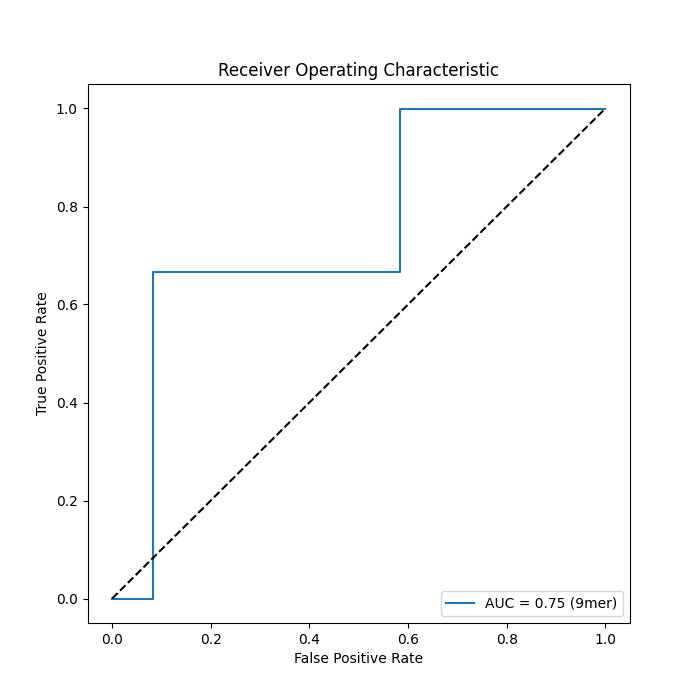 Receiver Operating Characteristic
True Positive Rate
1.0
0.8
0.6
0.4
0.2
0.0
AUC = 0.75 (9mer)
0.0 0.2 0.4 0.6 0.8 1.0
False Positive Rate